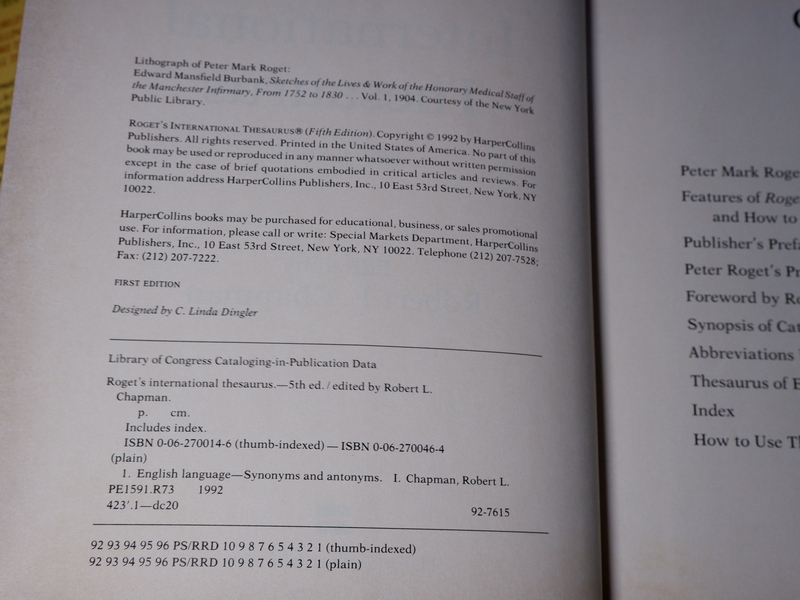 Lithograph of Peter Mark Roget:
Edward Mansfield Burbank, Sketches of the Lives & Work of the Honorary Medical Staff of
the Manchester Infirmary, From 1752 to 1830 . . . Vol. 1, 1904. Courtesy of the New York
Public Library.
ROGET'S INTERNATIONAL THESAURUS® (Fifth Edition). Copyright © 1992 by HarperCollins
Publishers. All rights reserved. Printed in the United States of America. No part of this
book may be used or reproduced in any manner whatsoever without written permission
except in the case of brief quotations embodied in critical articles and reviews. For
information address HarperCollins Publishers, Inc., 10 East 53rd Street, New York, NY
10022.
HarperCollins books may be purchased for educational, business, or sales promotional
use. For information, please call or write: Special Markets Department, HarperCollins
Publishers, Inc., 10 East 53rd Street, New York, NY 10022. Telephone (212) 207-7528;
Fax: (212) 207-7222.
FIRST EDITION
Designed by C. Linda Dingler
Library of Congress Cataloging-in-Publication Data
Roget's international thesaurus.—5th ed. / edited by Robert L.
Chapman.
p. cm.
Includes index.
ISBN 0-06-270014-6 (thumb-indexed) — ISBN 0-06-270046-4
(plain)
1. English language—Synonyms and antonyms. I. Chapman, Robert L.
PE1591.R73 1992
423'.1—dc20 92-7615
92 93 94 95 96 PS/RRD 10 9 8 7 6 5 4 3 2 1 (thumb-indexed)
92 93 94 95 96 PS/RRD 10 9 8 7 6 5 4 3 2 1 (plain)
Peter Mark Roge
Features of Roge
and How to
Publisher's Prefa
Peter Roget's Pr
Foreword by Ro
Synopsis of Cat
Abbreviations
Thesaurus of E
Index
How to Use Th